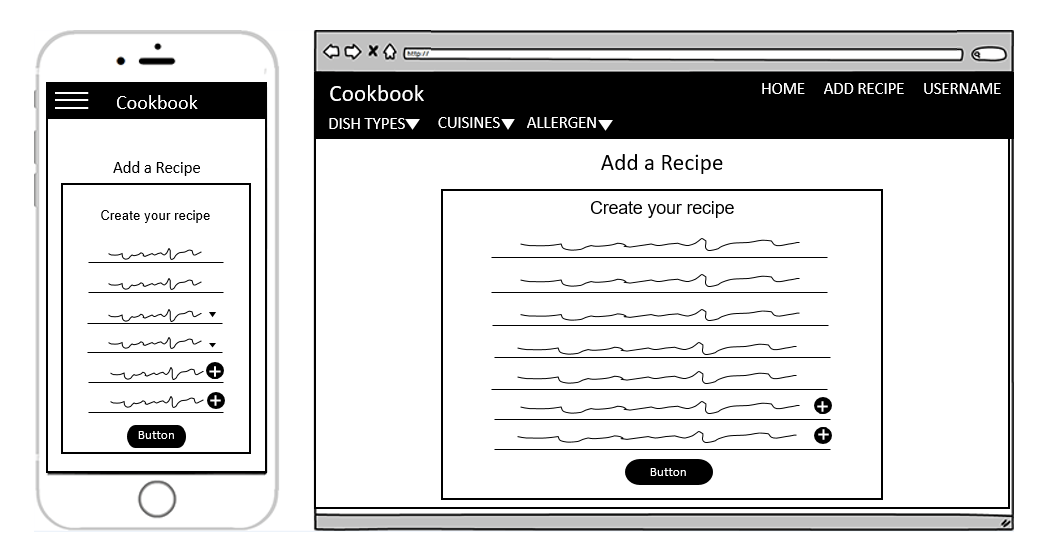 Cookbook
Add a Recipe
Create your recipe
Button
http://
Cookbook
HOME ADD RECIPE USERNAME
DISH TYPES CUISINES ALLERGEN
Add a Recipe
Create your recipe
Button